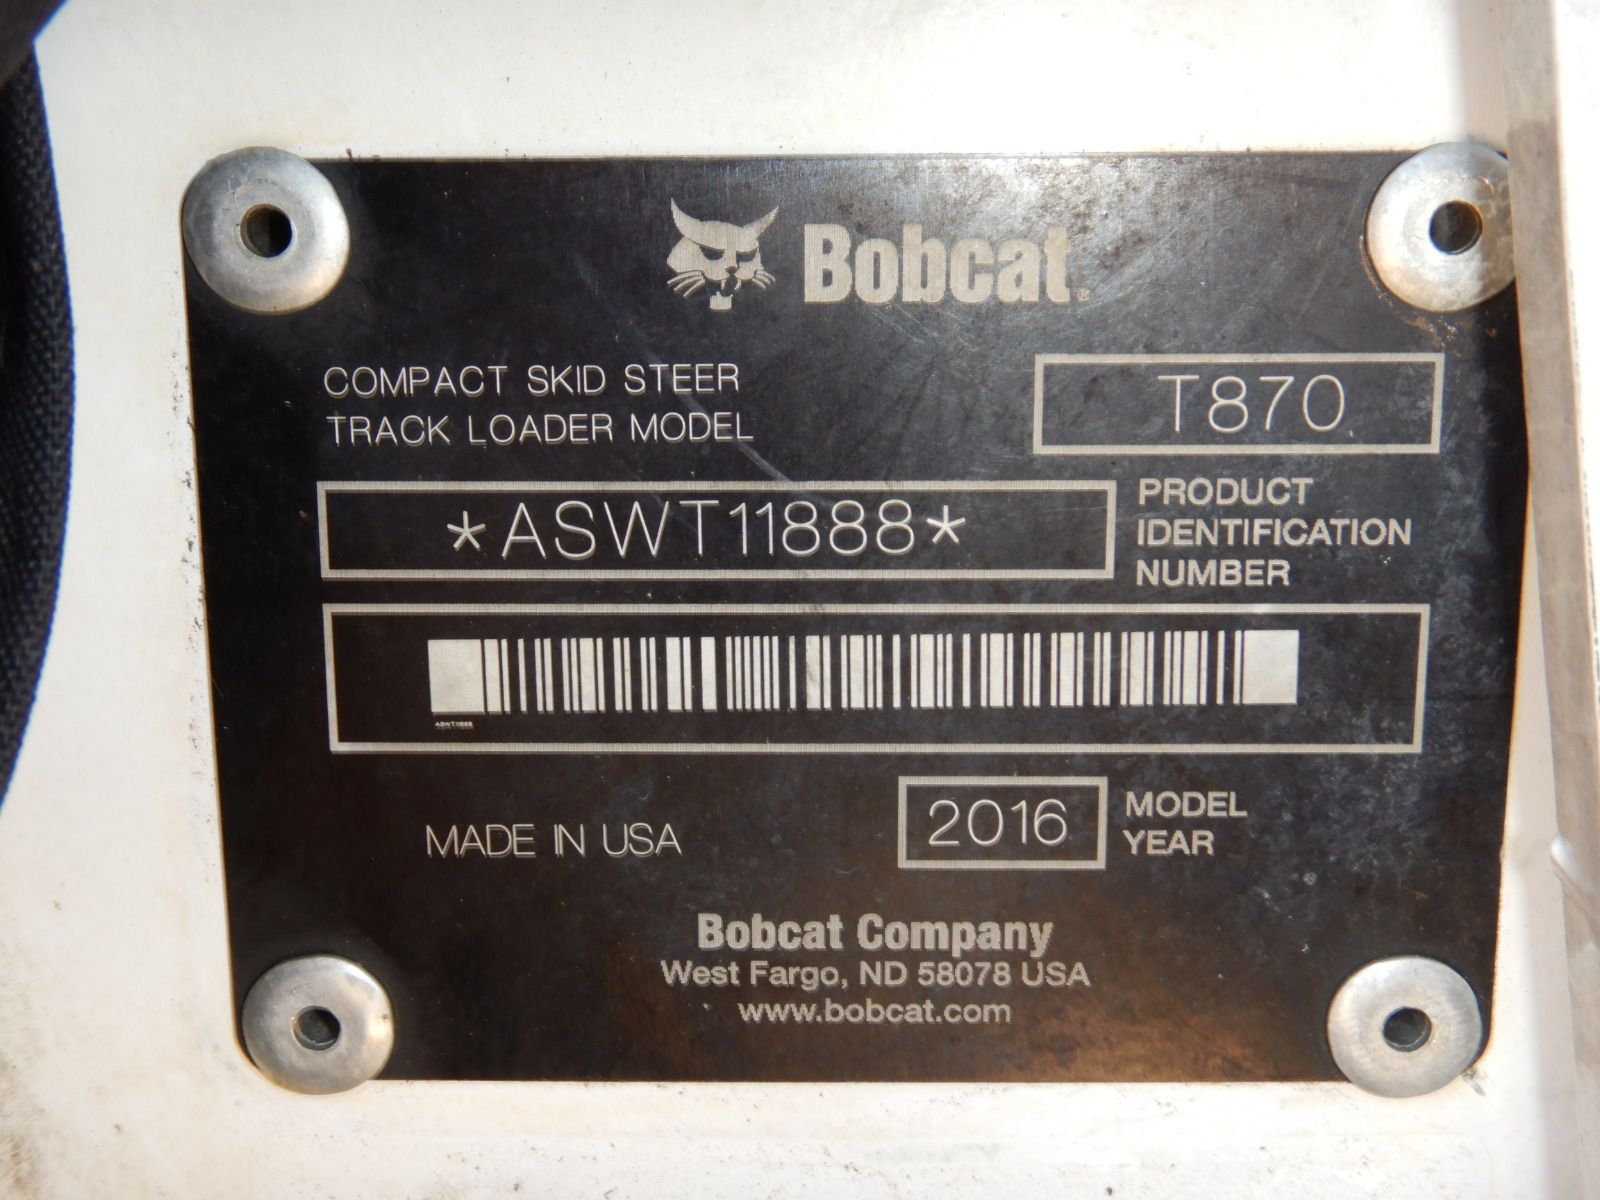 Bobcat®
COMPACT SKID STEER
TRACK LOADER MODEL
T870
*ASWT11888*
PRODUCT
IDENTIFICATION
NUMBER
ASWT11888
MADE IN USA
2016
MODEL
YEAR
Bobcat Company
West Fargo, ND 58078 USA
www.bobcat.com